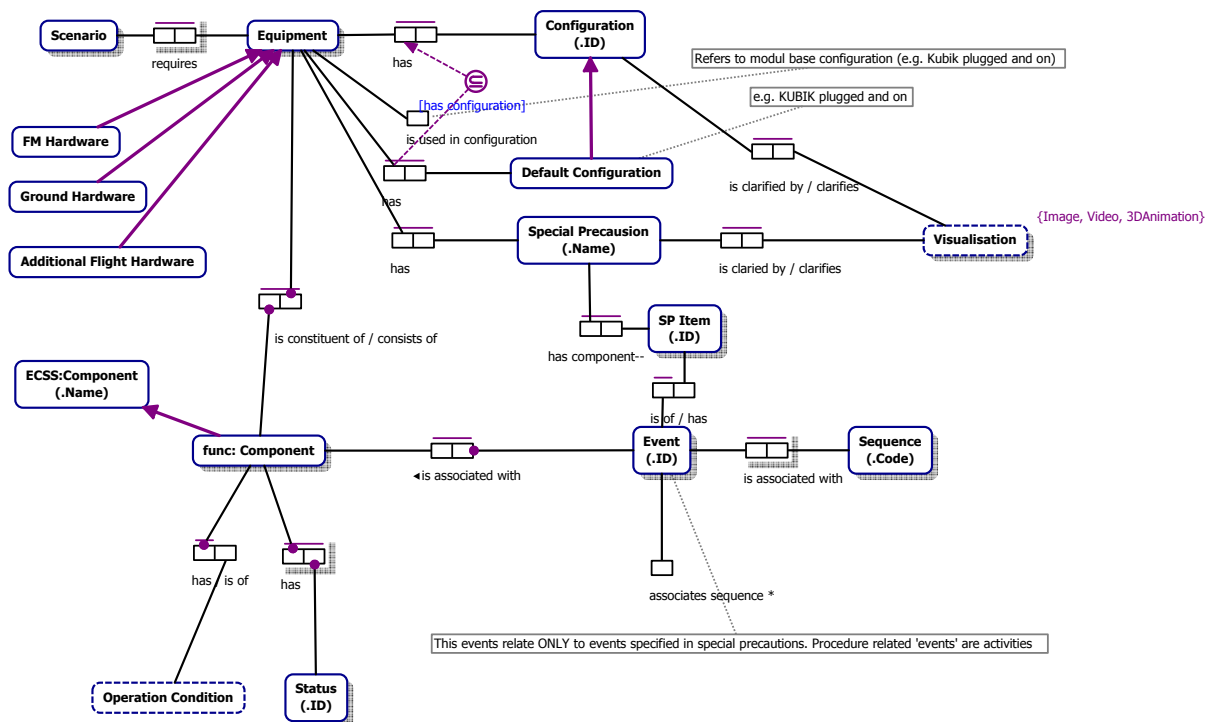 Scenario
requires
Equipment
has
Configuration
(.ID)
Refers to modul base configuration (e.g. Kubik plugged and on)
e.g. KUBIK plugged and on
[has configuration]
is used in configuration
FM Hardware
Ground Hardware
Additional Flight Hardware
has
Default Configuration
is clarified by / clarifies
{Image, Video, 3DAnimation}
has
Special Precausion
(.Name)
is claried by / clarifies
Visualisation
is constituent of / consists of
has component--
SP Item
(.ID)
ECSS:Component
(.Name)
is of / has
func: Component
◄is associated with
Event
(.ID)
is associated with
Sequence
(.Code)
has / is of
has
associates sequence *
This events relate ONLY to events specified in special precautions. Procedure related 'events' are activities
Operation Condition
Status
(.ID)